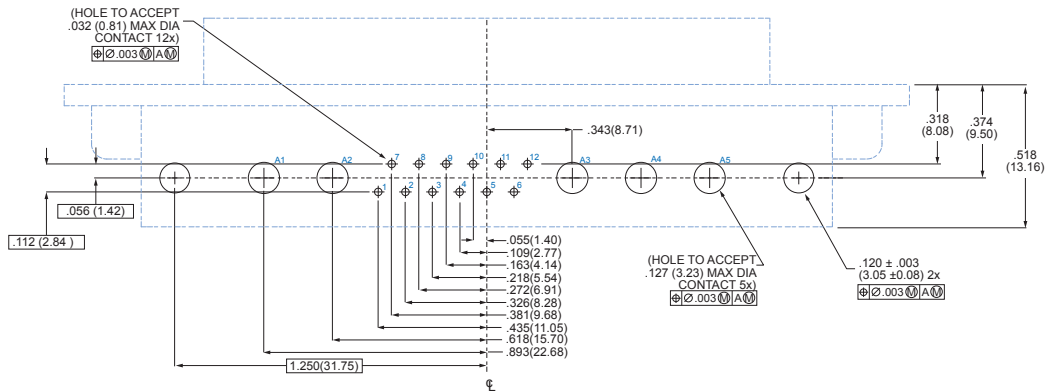 (HOLE TO ACCEPT
.032 (0.81) MAX DIA
CONTACT 12x)
⌖ Ø.003 Ⓜ A Ⓜ
.343(8.71)
.318
(8.08)
.374
(9.50)
.518
(13.16)
7 8 9 10 11 12
A1 A2 A3 A4 A5
1 2 3 4 5 6
.056 (1.42)
.112 (2.84 )
.055(1.40)
.109(2.77)
.163(4.14)
.218(5.54)
.272(6.91)
.326(8.28)
.381(9.68)
.435(11.05)
.618(15.70)
.893(22.68)
1.250(31.75)
(HOLE TO ACCEPT
.127 (3.23) MAX DIA
CONTACT 5x)
⌖ Ø.003 Ⓜ A Ⓜ
.120 ± .003
(3.05 ±0.08) 2x
⌖ Ø.003 Ⓜ A Ⓜ
℄